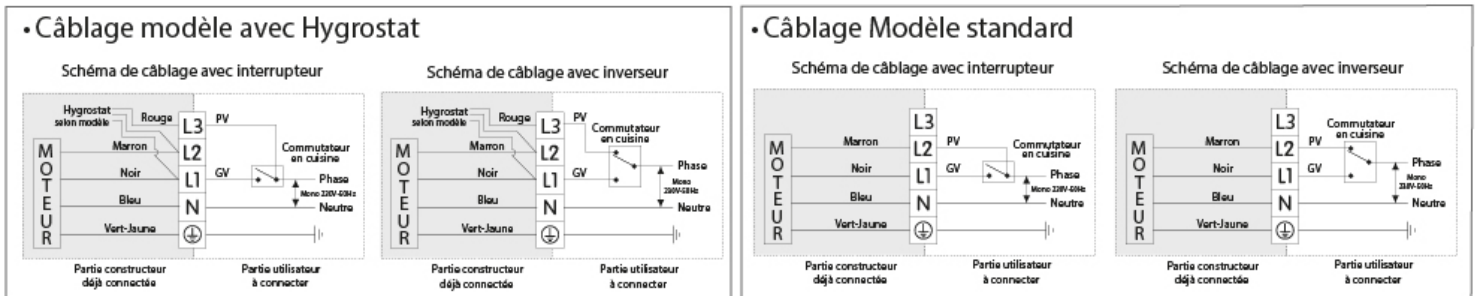 • Câblage modèle avec Hygrostat
Schéma de câblage avec interrupteur
Hygrostat
selon modèle
Rouge
L3
PV
MOTEUR
Marron
L2
Commutateur
en cuisine
Noir
L1
GV
Phase
Mono 230V-50Hz
Bleu
N
Neutre
Vert-Jaune
Partie constructeur
déjà connectée
Partie utilisateur
à connecter
Schéma de câblage avec inverseur
Hygrostat
selon modèle
Rouge
L3
PV
Commutateur
en cuisine
MOTEUR
Marron
L2
Phase
Noir
L1
GV
Mono
230V-50Hz
Bleu
N
Neutre
Vert-Jaune
Partie constructeur
déjà connectée
Partie utilisateur
à connecter
• Câblage Modèle standard
Schéma de câblage avec interrupteur
L3
MOTEUR
Marron
L2
PV
Commutateur
en cuisine
Noir
L1
GV
Phase
Mono 230V-50Hz
Bleu
N
Neutre
Vert-Jaune
Partie constructeur
déjà connectée
Partie utilisateur
à connecter
Schéma de câblage avec inverseur
L3
Commutateur
en cuisine
MOTEUR
Marron
L2
PV
Phase
Noir
L1
GV
Mono
230V-50Hz
Bleu
N
Neutre
Vert-Jaune
Partie constructeur
déjà connectée
Partie utilisateur
à connecter